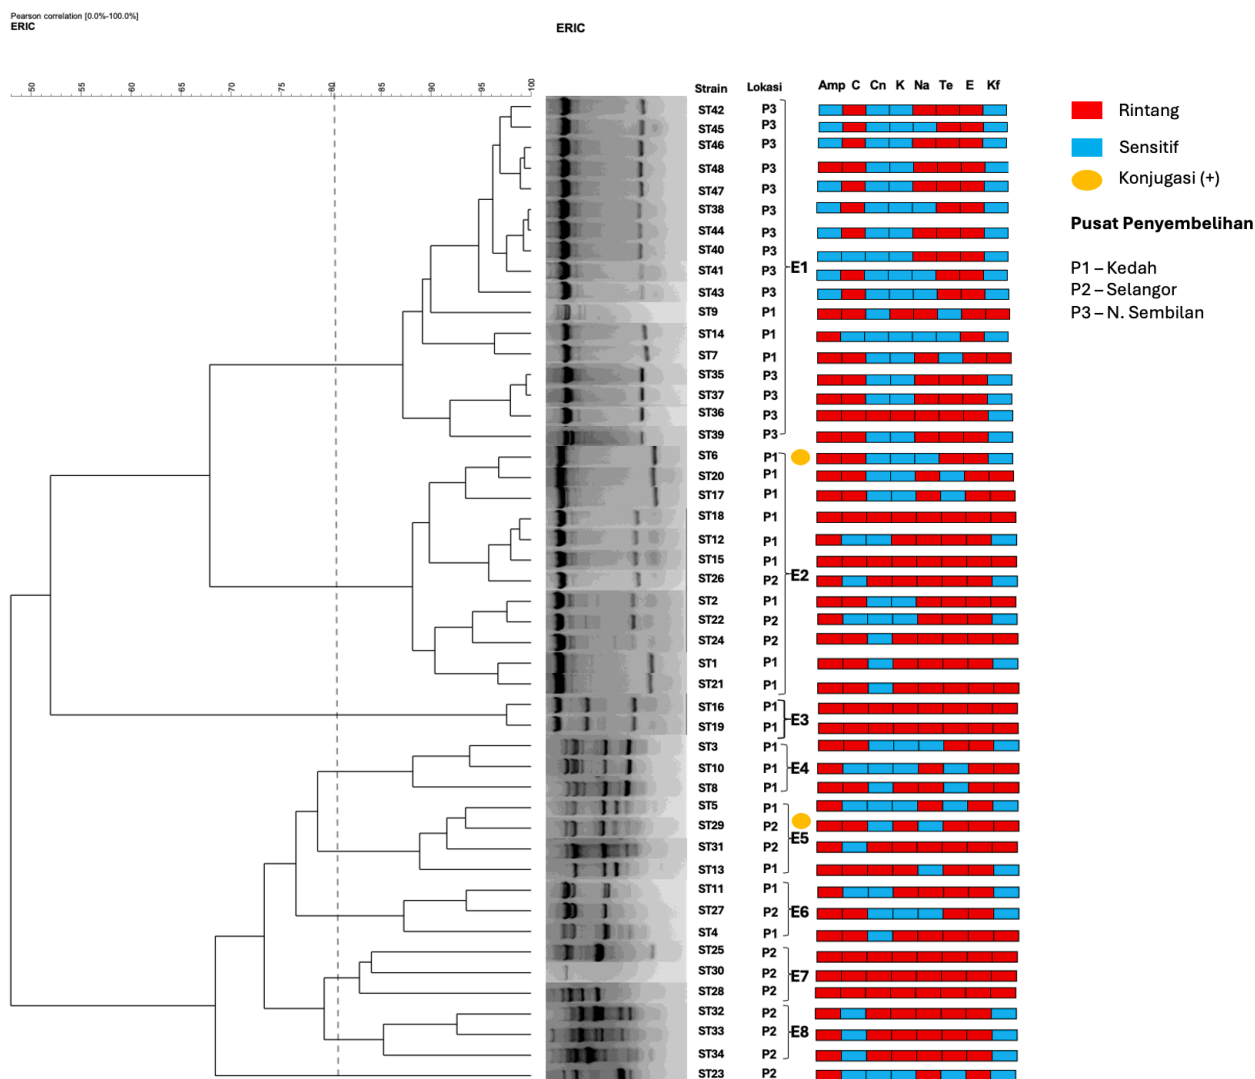 Pearson correlation [0.0%-100.0%]
ERIC
ERIC
50 55 60 65 70 75 80 85 90 95 100
Strain Lokasi Amp C Cn K Na Te E Kf
ST42 P3
ST45 P3
ST46 P3
ST48 P3
ST47 P3
ST38 P3
ST44 P3
ST40 P3
ST41 P3 E1
ST43 P3
ST9 P1
ST14 P1
ST7 P1
ST35 P3
ST37 P3
ST36 P3
ST39 P3
ST6 P1
ST20 P1
ST17 P1
ST18 P1
ST12 P1
ST15 P1
ST26 P2 E2
ST2 P1
ST22 P2
ST24 P2
ST1 P1
ST21 P1
ST16 P1
ST19 P1 E3
ST3 P1
ST10 P1 E4
ST8 P1
ST5 P1
ST29 P2
ST31 P2 E5
ST13 P1
ST11 P1
ST27 P2 E6
ST4 P1
ST25 P2
ST30 P2 E7
ST28 P2
ST32 P2
ST33 P2 E8
ST34 P2
ST23 P2
Rintang
Sensitif
Konjugasi (+)
Pusat Penyembelihan
P1 – Kedah
P2 – Selangor
P3 – N. Sembilan